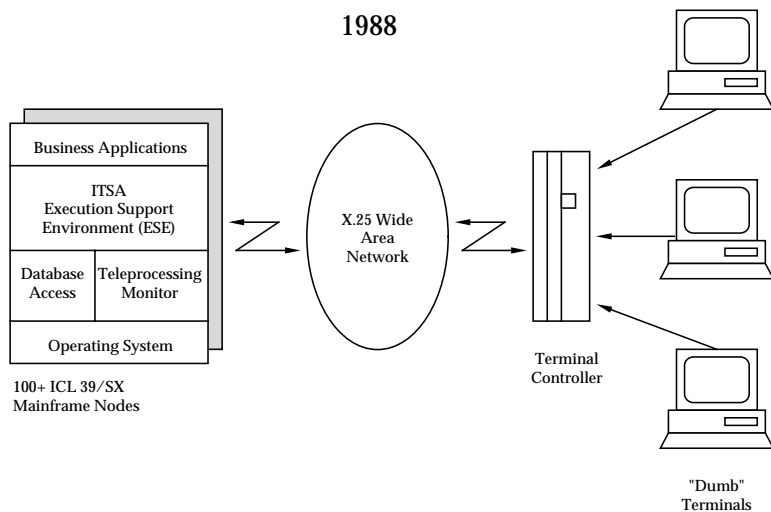 1988
Business Applications
ITSA
Execution Support
Environment (ESE)
Database
Access
Teleprocessing
Monitor
Operating System
100+ ICL 39/SX
Mainframe Nodes
X.25 Wide
Area
Network
Terminal
Controller
"Dumb"
Terminals